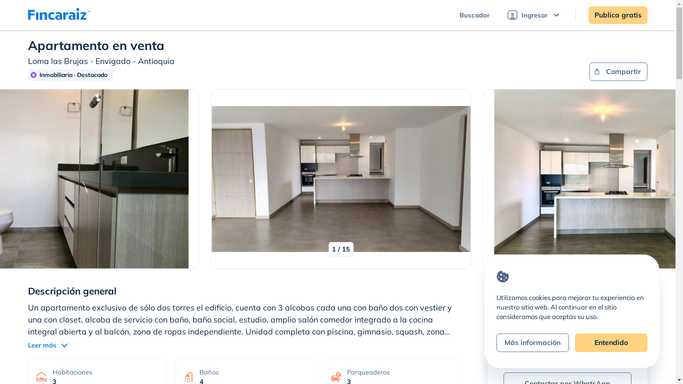 Fincaraiz
Buscador
Ingresar
Publica gratis
Apartamento en venta
Loma las Brujas - Envigado - Antioquia
Inmobiliaria · Destacado
Compartir
1 / 15
Descripción general
Un apartamento exclusivo de sólo dos torres el edificio, cuenta con 3 alcobas cada una con baño dos con vestier y
una con closet, alcoba de servicio con baño, baño social, estudio, amplio salón comedor integrada a la cocina
integral abierta y al balcón, zona de ropas independiente. Unidad completa con piscina, gimnasio, squash, zona...
Leer más
Habitaciones
3
Baños
4
Parqueaderos
3
Utilizamos cookies para mejorar tu experiencia en
nuestro sitio web. Al continuar en el sitio
consideramos que aceptas su uso.
Más información
Entendido
Contactar por WhatsApp